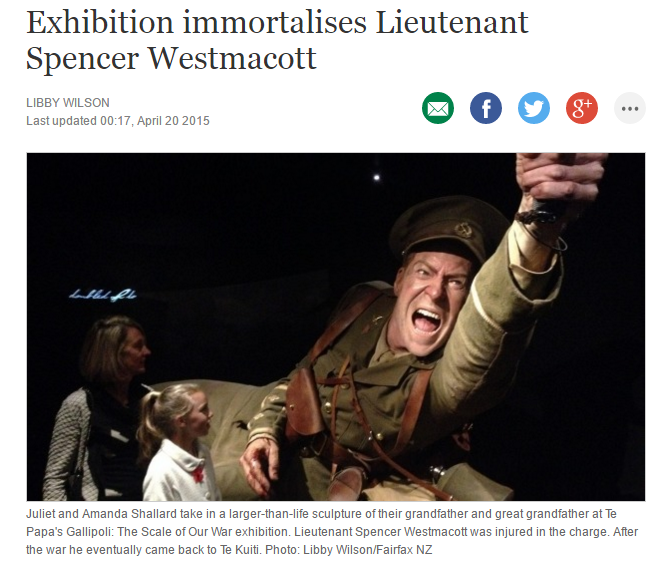 Exhibition immortalises Lieutenant
Spencer Westmacott
LIBBY WILSON
Last updated 00:17, April 20 2015
f
g+
Juliet and Amanda Shallard take in a larger-than-life sculpture of their grandfather and great grandfather at Te
Papa's Gallipoli: The Scale of Our War exhibition. Lieutenant Spencer Westmacott was injured in the charge. After
the war he eventually came back to Te Kuiti. Photo: Libby Wilson/Fairfax NZ